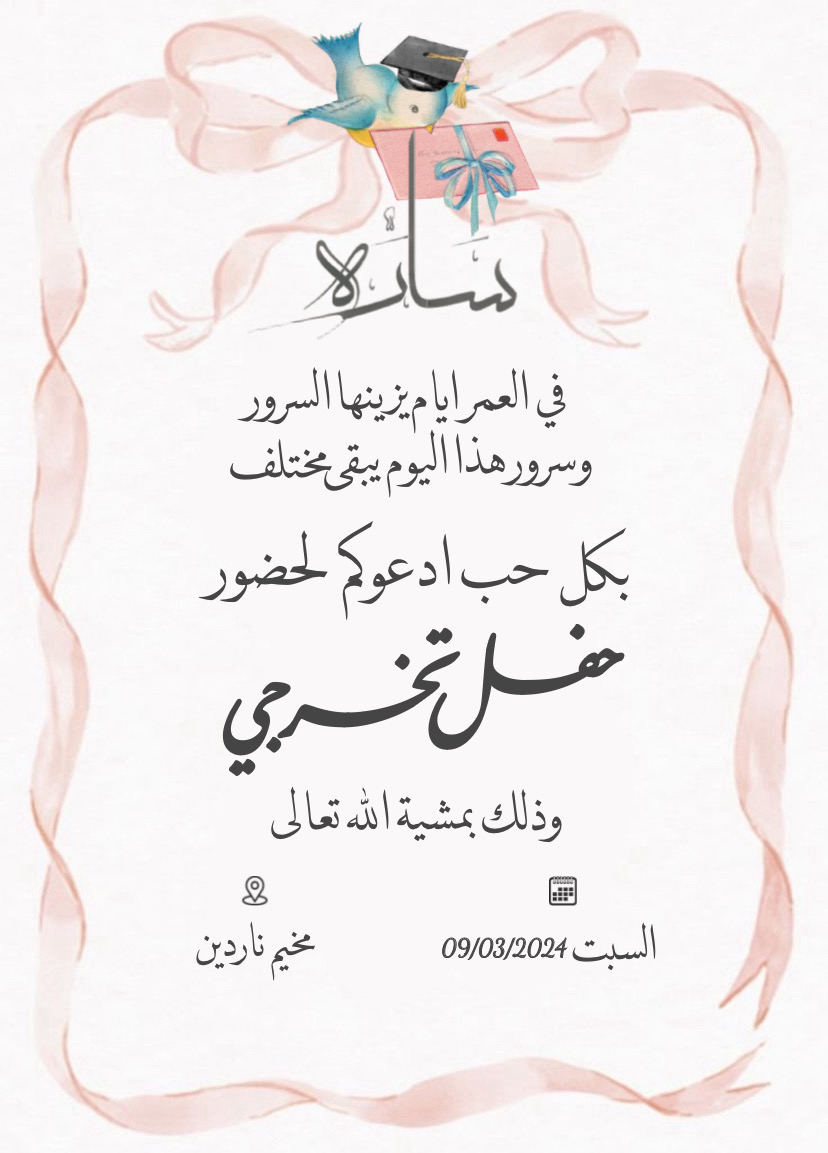 سارة
في العمر ايام يزينها السرور
وسرور هذا اليوم يبقى مختلف
بكل حب ادعوكم لحضور
حفل تخرجي
وذلك بمشية الله تعالى
السبت 09/03/2024
مخيم ناردين